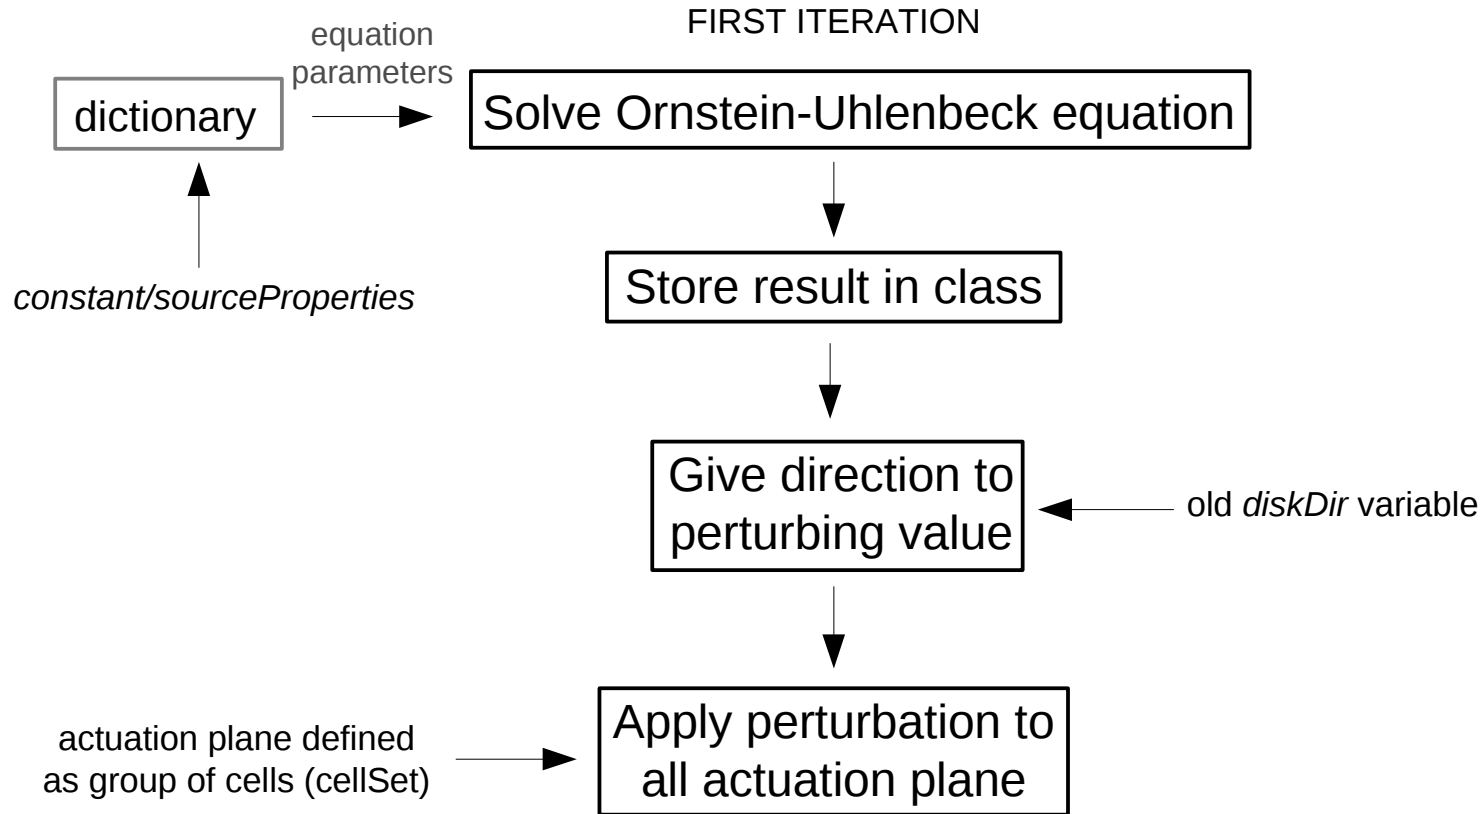 FIRST ITERATION
equation
parameters
dictionary
Solve Ornstein-Uhlenbeck equation
constant/sourceProperties
Store result in class
Give direction to
perturbing value
old diskDir variable
Apply perturbation to
all actuation plane
actuation plane defined
as group of cells (cellSet)